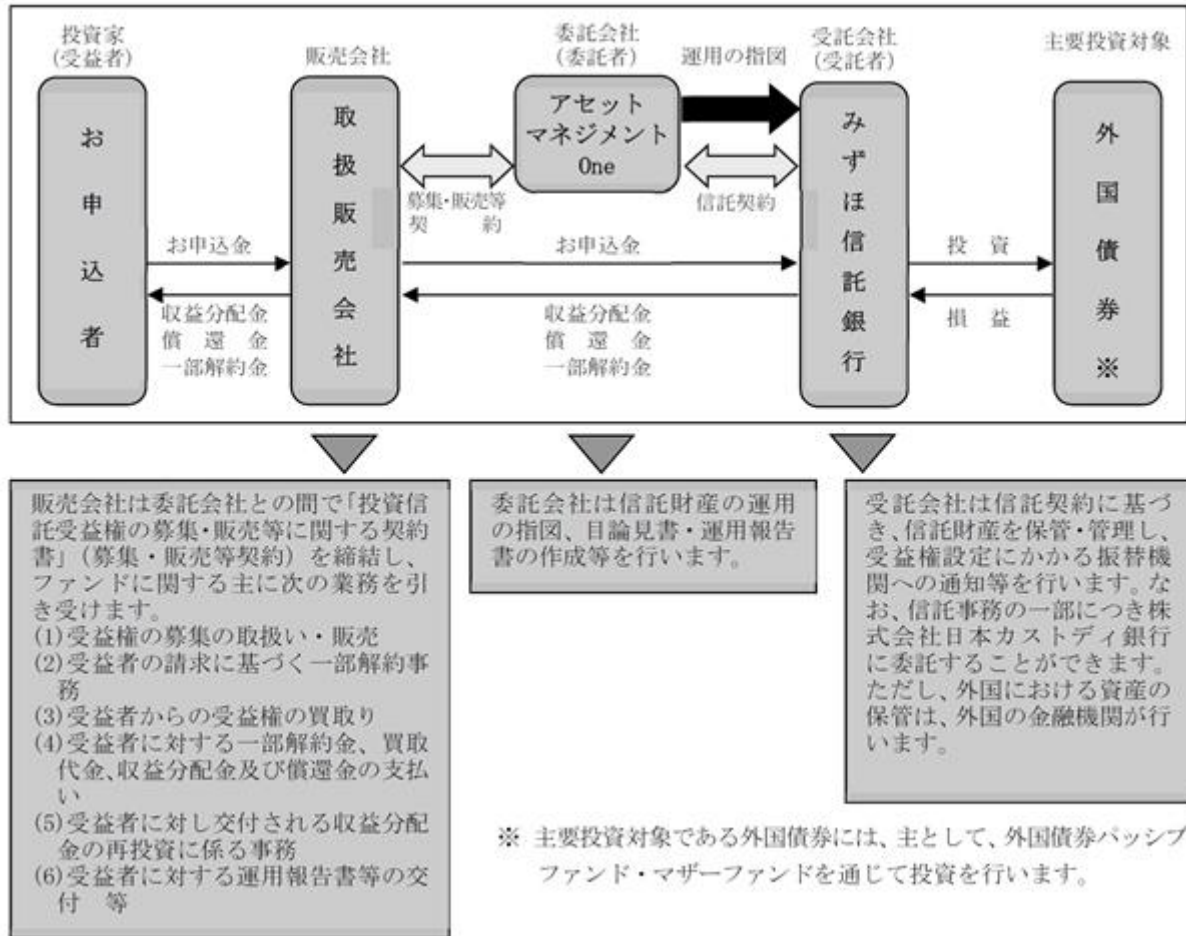 投資家
(受益者)
販売会社
委託会社
(委託者)
運用の指図
受託会社
(受託者)
主要投資対象
お申込者
取扱販売会社
アセット
マネジメント
One
みずほ信託銀行
外国債券※
募集・販売等
契　約
信託契約
お申込金
収益分配金
償　還　金
一部解約金
お申込金
収益分配金
償　還　金
一部解約金
投　資
損　益
販売会社は委託会社との間で「投資信
託受益権の募集・販売等に関する契約
書」（募集・販売等契約）を締結し、
ファンドに関する主に次の業務を引
き受けます。
(1)受益権の募集の取扱い・販売
(2)受益者の請求に基づく一部解約事
務
(3)受益者からの受益権の買取り
(4)受益者に対する一部解約金、買取
代金、収益分配金及び償還金の支払
い
(5)受益者に対し交付される収益分配
金の再投資に係る事務
(6)受益者に対する運用報告書等の交
付　等
委託会社は信託財産の運用
の指図、目論見書・運用報告
書の作成等を行います。
受託会社は信託契約に基づ
き、信託財産を保管・管理し、
受益権設定にかかる振替機
関への通知等を行います。な
お、信託事務の一部につき株
式会社日本カストディ銀行
に委託することができます。
ただし、外国における資産の
保管は、外国の金融機関が行
います。
※ 主要投資対象である外国債券には、主として、外国債券パッシブ
ファンド・マザーファンドを通じて投資を行います。